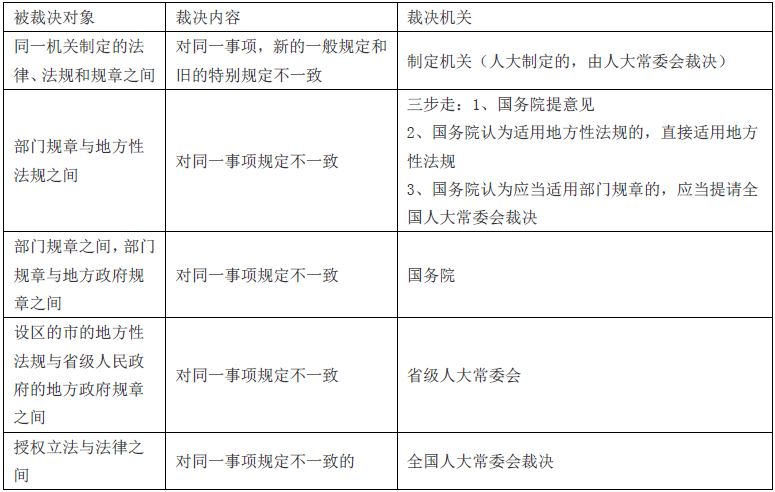 被裁决对象
裁决内容
裁决机关
同一机关制定的法
律、法规和规章之间
对同一事项，新的一般规定和
旧的特别规定不一致
制定机关（人大制定的，由人大常委会裁决）
部门规章与地方性
法规之间
对同一事项规定不一致
三步走：1、国务院提意见
2、国务院认为适用地方性法规的，直接适用地方
性法规
3、国务院认为应当适用部门规章的，应当提请全
国人大常委会裁决
部门规章之间，部门
规章与地方政府规
章之间
对同一事项规定不一致
国务院
设区的市的地方性
法规与省级人民政
府的地方政府规章
之间
对同一事项规定不一致
省级人大常委会
授权立法与法律之
间
对同一事项规定不一致的
全国人大常委会裁决